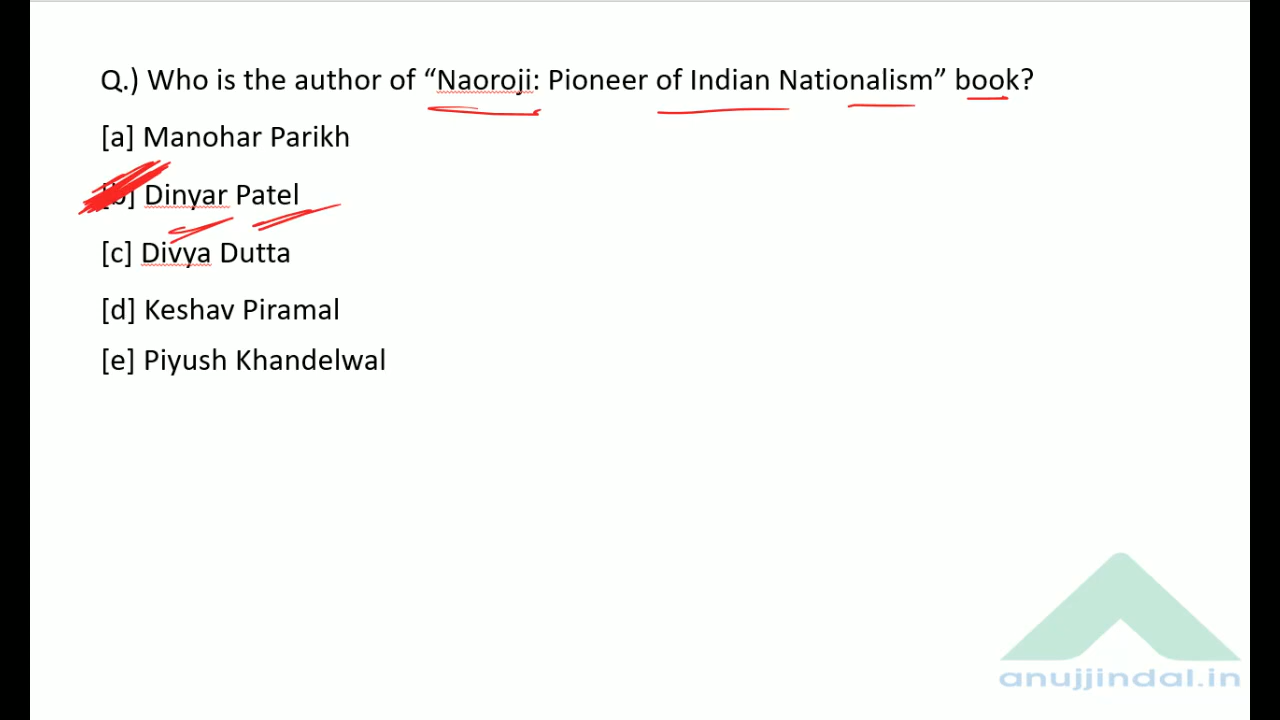 Q.) Who is the author of “Naoroji: Pioneer of Indian Nationalism” book?
[a] Manohar Parikh
[b] Dinyar Patel
[c] Divya Dutta
[d] Keshav Piramal
[e] Piyush Khandelwal
anujjindal.in